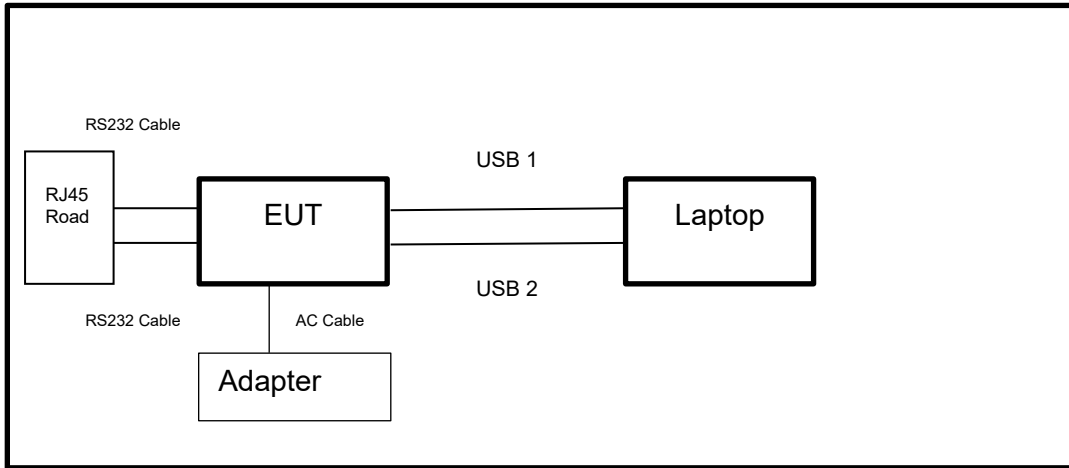 RS232 Cable
RJ45
Road
EUT
USB 1
Laptop
USB 2
RS232 Cable
AC Cable
Adapter